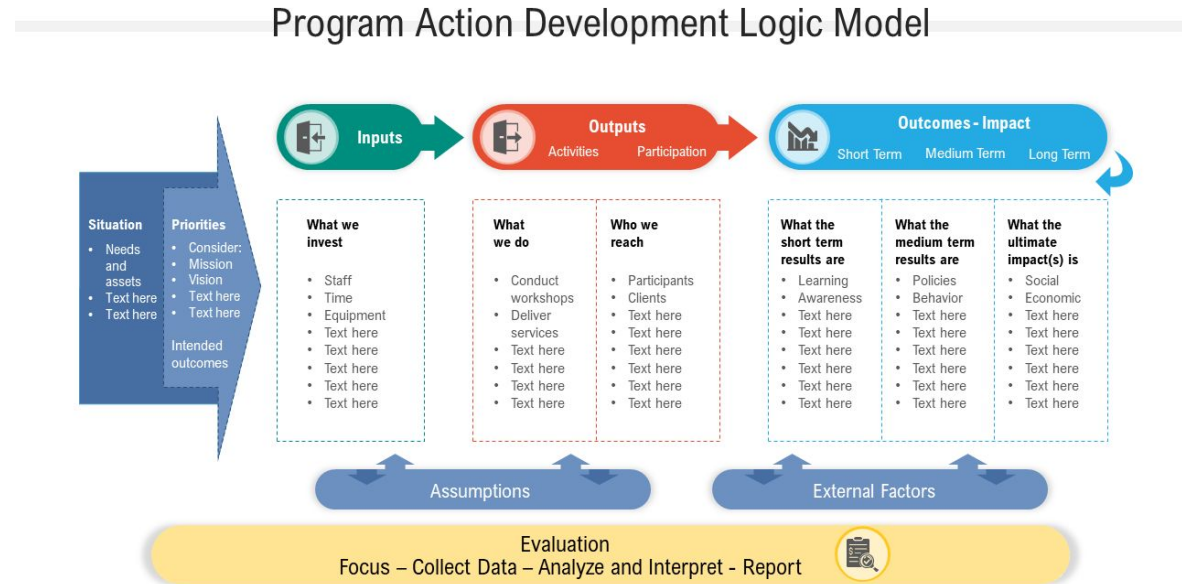 Program Action Development Logic Model
Inputs
Outputs
Activities
Participation
Outcomes - Impact
Short Term
Medium Term
Long Term
Situation
• Needs
and
assets
• Text here
• Text here
Priorities
• Consider:
• Mission
• Vision
• Text here
• Text here
Intended
outcomes
What we
invest
• Staff
• Time
• Equipment
• Text here
• Text here
• Text here
• Text here
• Text here
What
we do
• Conduct
workshops
• Deliver
services
• Text here
• Text here
• Text here
• Text here
Who we
reach
• Participants
• Clients
• Text here
• Text here
• Text here
• Text here
• Text here
• Text here
What the
short term
results are
• Learning
• Awareness
• Text here
• Text here
• Text here
• Text here
• Text here
• Text here
What the
medium term
results are
• Policies
• Behavior
• Text here
• Text here
• Text here
• Text here
• Text here
• Text here
What the
ultimate
impact(s) is
• Social
• Economic
• Text here
• Text here
• Text here
• Text here
• Text here
• Text here
Assumptions
External Factors
Evaluation
Focus – Collect Data – Analyze and Interpret - Report